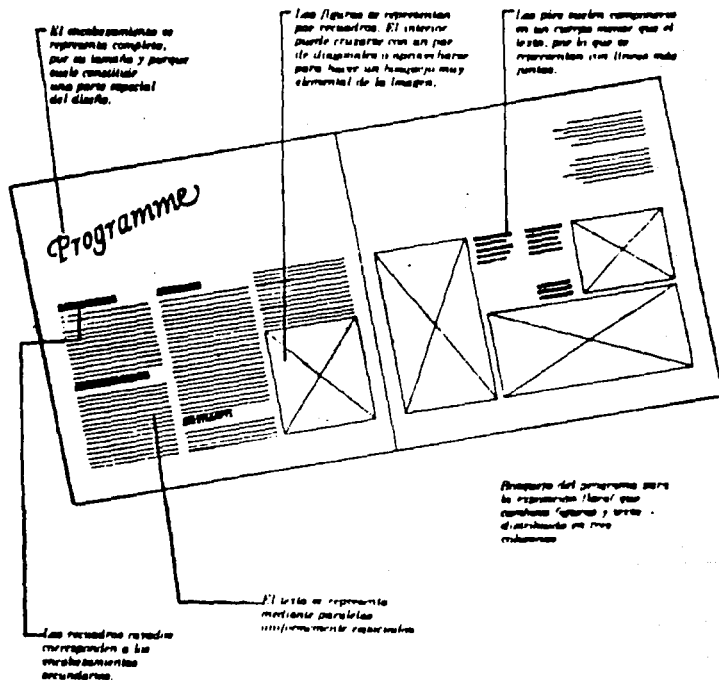 El encabezamiento se
representa completo,
por su tamaño y porque
suele constituir
una parte especial
del diseño.
Las figuras se representan
por recuadros. El interior
puede cruzarse con un par
de diagonales o aprovecharse
para hacer un bosquejo muy
elemental de la imagen.
Los pies suelen componerse
en un cuerpo menor que el
texto, por lo que se
representan con líneas más
juntas.
Programme
Bosquejo del programa para
la exposición floral que
combina figuras y texto
distribuido en tres
columnas
El texto se representa
mediante paralelas
uniformemente espaciadas
Los recuadros rayados
corresponden a los
encabezamientos
secundarios.